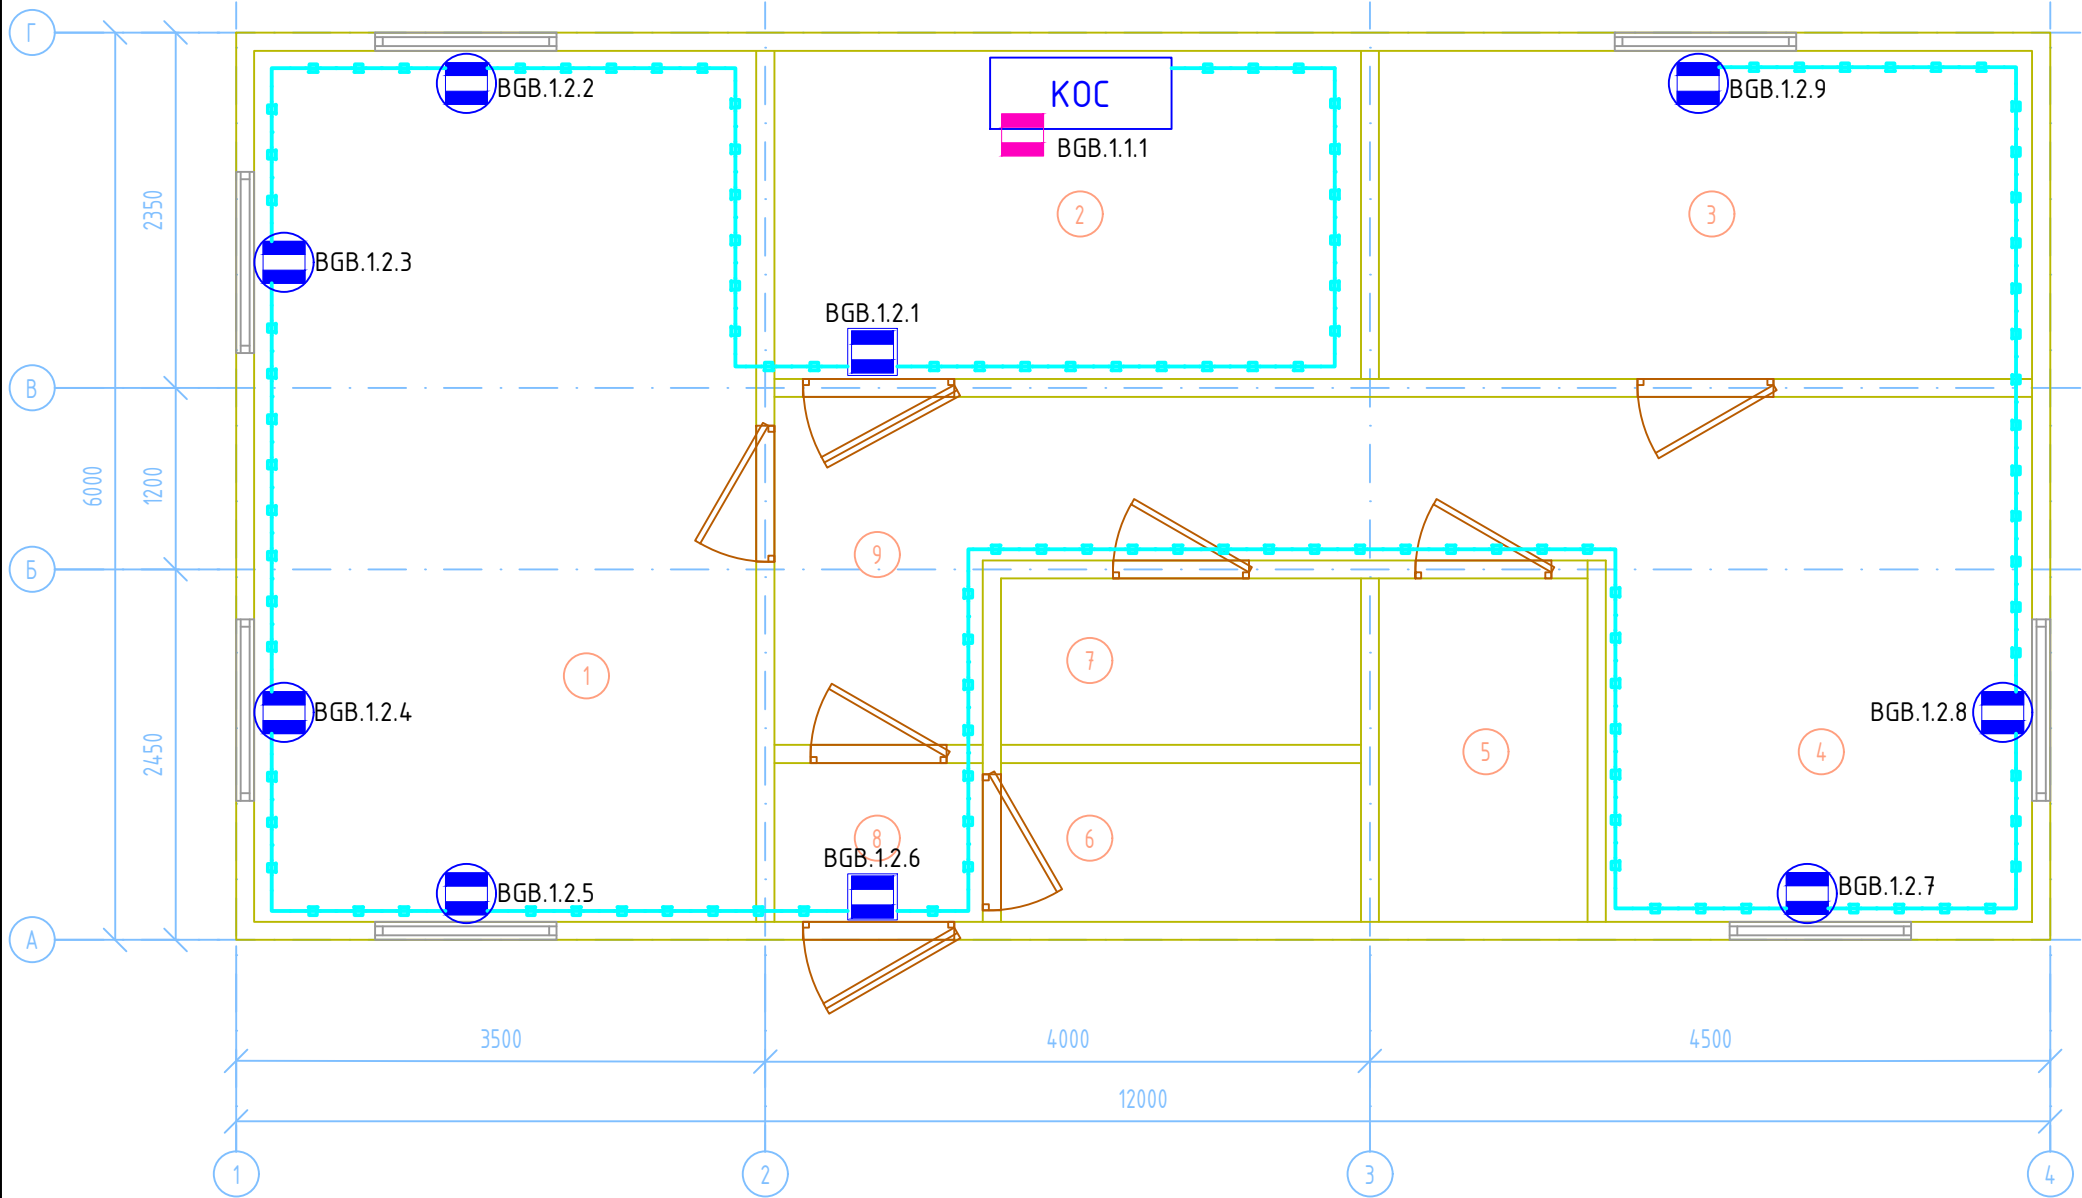 Г
BGB.1.2.2
КОС
BGB.1.2.9
BGB.1.1.1
2350
2
3
BGB.1.2.3
BGB.1.2.1
В
6000
1200
9
Б
7
1
BGB.1.2.4
BGB.1.2.8
2450
5
4
8
6
BGB.1.2.6
BGB.1.2.5
BGB.1.2.7
А
3500
4000
4500
12000
1
2
3
4